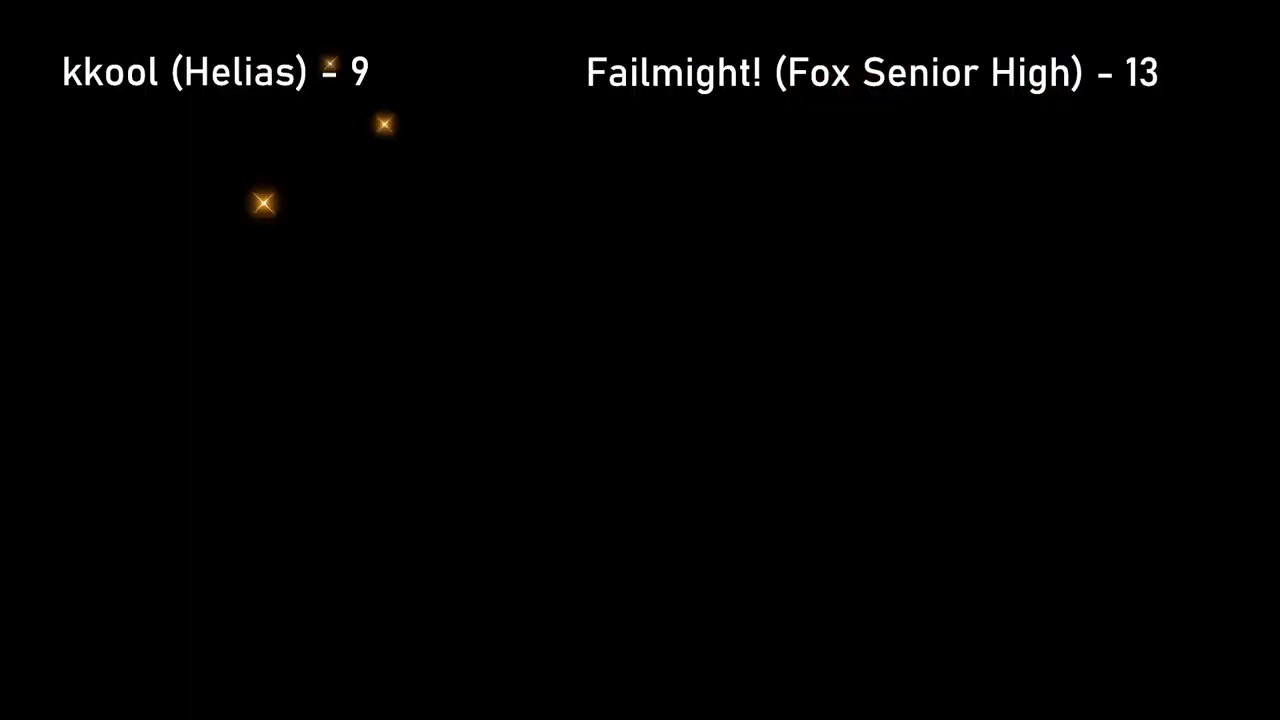 kkool (Helias) - 9
Failmight! (Fox Senior High) - 13